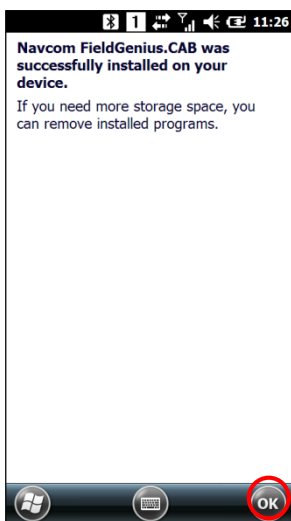 1 11:26
Navcom FieldGenius.CAB was
successfully installed on your
device.
If you need more storage space, you
can remove installed programs.
OK